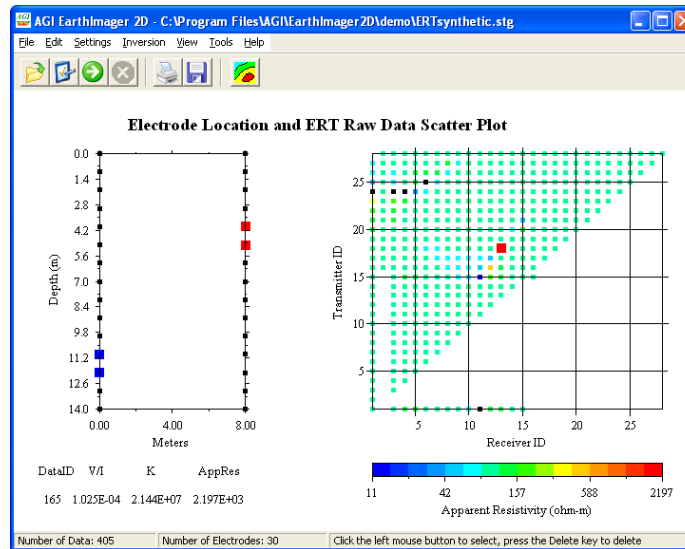 AGI EarthImager 2D - C:\Program Files\AGI\EarthImager2D\demo\ERTsynthetic.stg
File Edit Settings Inversion View Tools Help
Electrode Location and ERT Raw Data Scatter Plot
0.0
1.4
2.8
4.2
5.6
7.0
8.4
9.8
11.2
12.6
14.0
Depth (m)
0.00 4.00 8.00
Meters
25
20
15
10
5
Transmitter ID
5 10 15 20 25
Receiver ID
DataID V/I K AppRes
165 1.025E-04 2.144E+07 2.197E+03
11 42 157 588 2197
Apparent Resistivity (ohm-m)
Number of Data: 405 Number of Electrodes: 30 Click the left mouse button to select, press the Delete key to delete